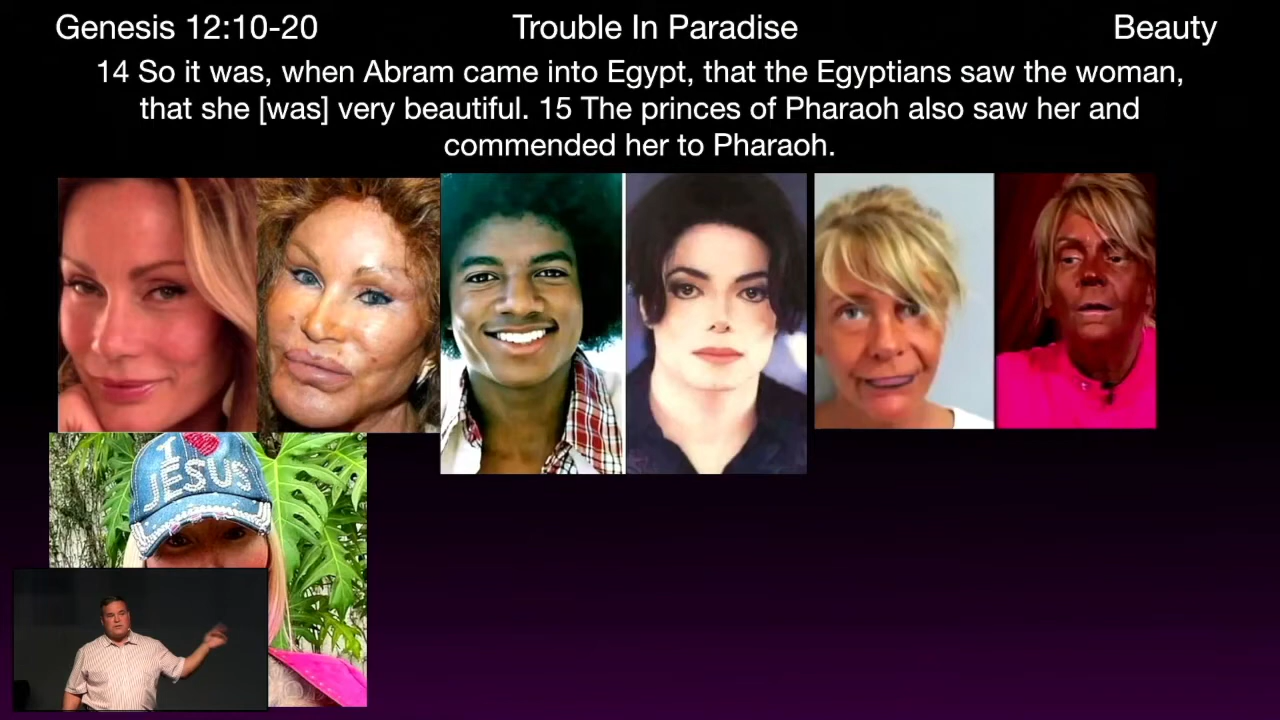 Genesis 12:10-20 Trouble In Paradise Beauty
14 So it was, when Abram came into Egypt, that the Egyptians saw the woman,
that she [was] very beautiful. 15 The princes of Pharaoh also saw her and
commended her to Pharaoh.
I
JESUS